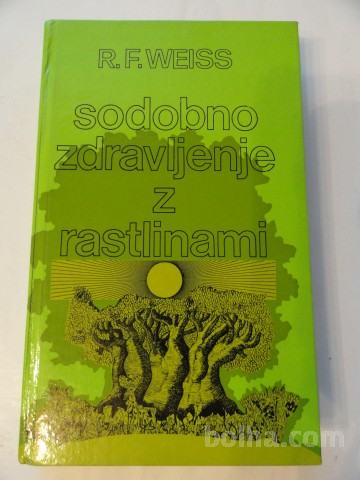 R.F. WEISS
sodobno
zdravljenje
z
rastlinami
bolha.com